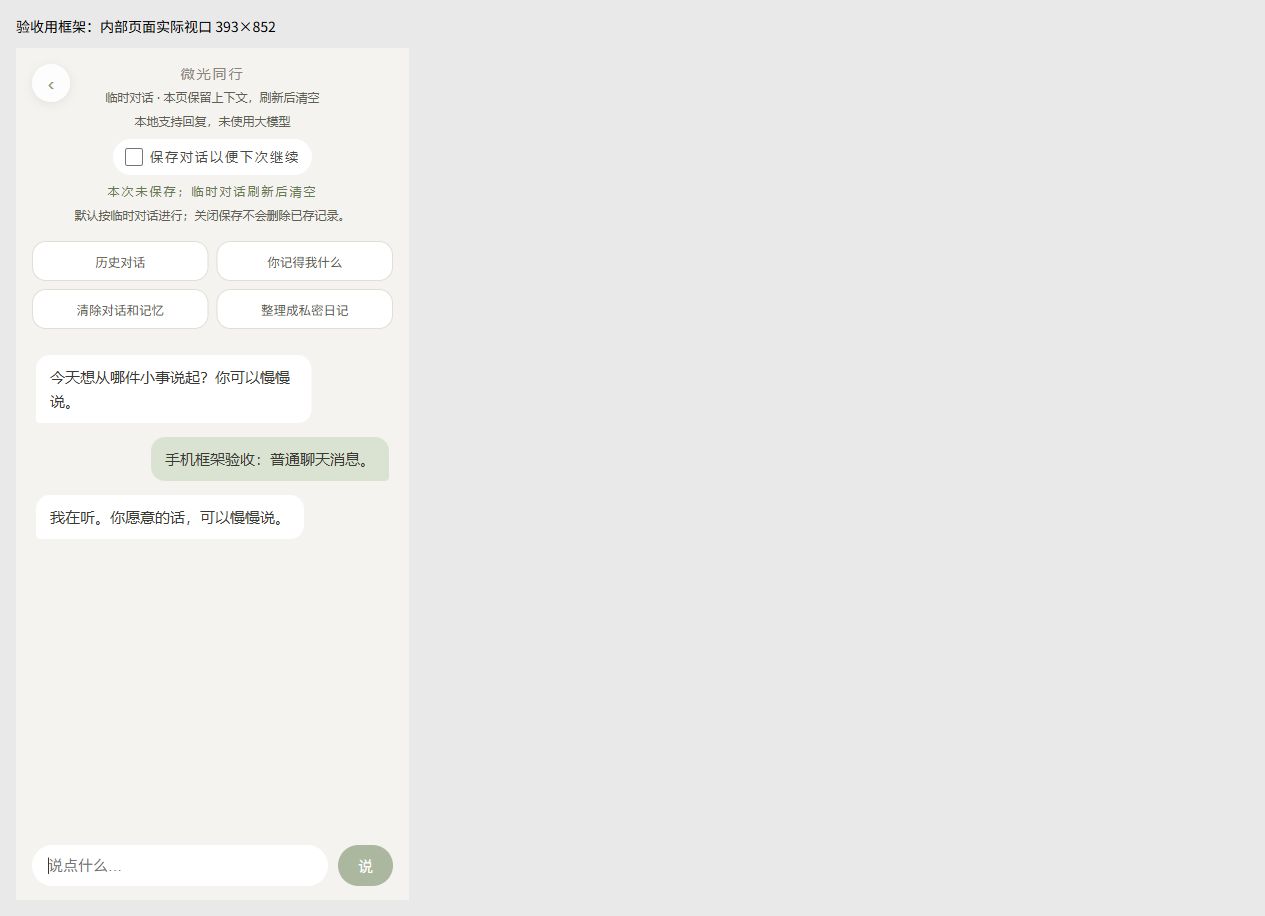 验收用框架：内部页面实际视口 393×852
‹
微光同行
临时对话 · 本页保留上下文，刷新后清空
本地支持回复，未使用大模型
保存对话以便下次继续
本次未保存；临时对话刷新后清空
默认按临时对话进行；关闭保存不会删除已存记录。
历史对话
你记得我什么
清除对话和记忆
整理成私密日记
今天想从哪件小事说起？你可以慢慢
说。
手机框架验收：普通聊天消息。
我在听。你愿意的话，可以慢慢说。
说点什么...
说